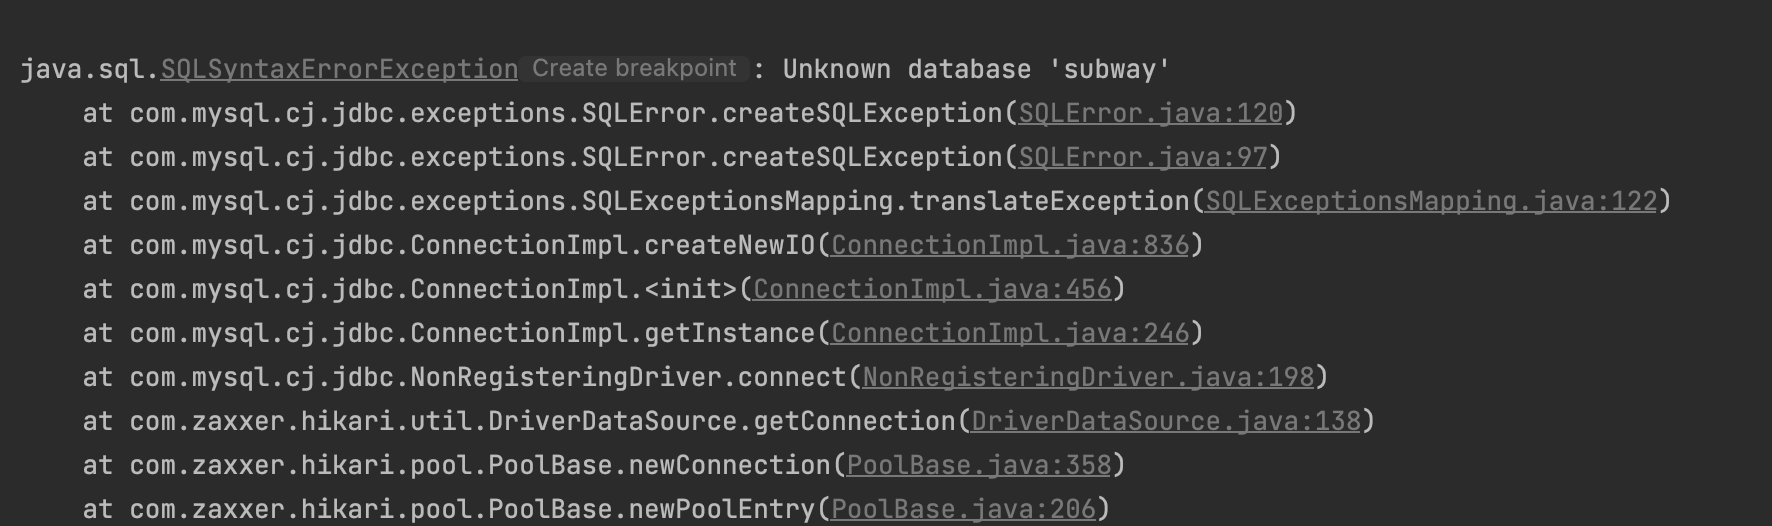 java.sql.SQLSyntaxErrorException Create breakpoint : Unknown database 'subway'
at com.mysql.cj.jdbc.exceptions.SQLError.createSQLException(SQLError.java:120)
at com.mysql.cj.jdbc.exceptions.SQLError.createSQLException(SQLError.java:97)
at com.mysql.cj.jdbc.exceptions.SQLExceptionsMapping.translateException(SQLExceptionsMapping.java:122)
at com.mysql.cj.jdbc.ConnectionImpl.createNewIO(ConnectionImpl.java:836)
at com.mysql.cj.jdbc.ConnectionImpl.<init>(ConnectionImpl.java:456)
at com.mysql.cj.jdbc.ConnectionImpl.getInstance(ConnectionImpl.java:246)
at com.mysql.cj.jdbc.NonRegisteringDriver.connect(NonRegisteringDriver.java:198)
at com.zaxxer.hikari.util.DriverDataSource.getConnection(DriverDataSource.java:138)
at com.zaxxer.hikari.pool.PoolBase.newConnection(PoolBase.java:358)
at com.zaxxer.hikari.pool.PoolBase.newPoolEntry(PoolBase.java:206)